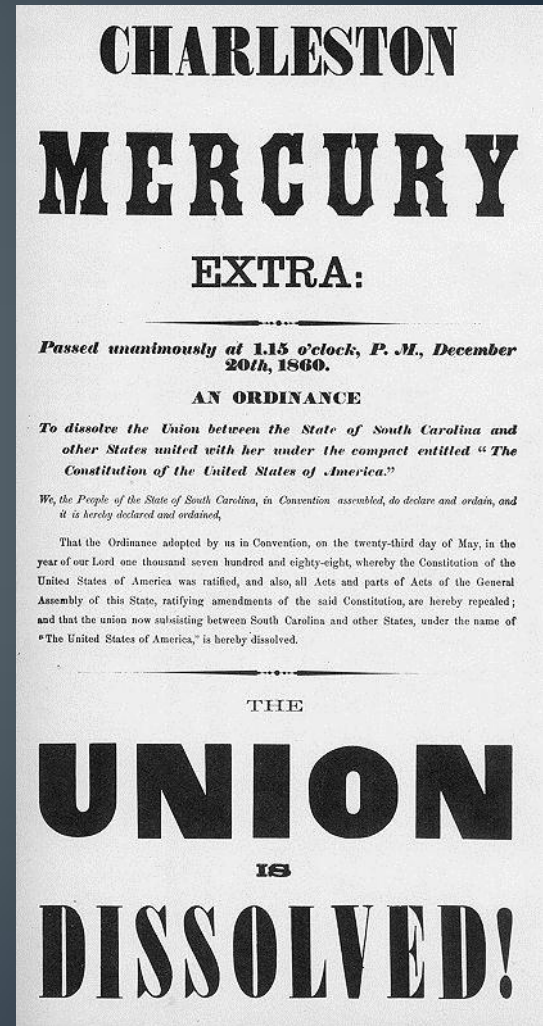 CHARLESTON
MERCURY
EXTRA:
Passed unanimously at 1.15 o'clock, P. M., December
20th, 1860.
AN ORDINANCE
To dissolve the Union between the State of South Carolina and
other States united with her under the compact entitled “ The
Constitution of the United States of America.”
We, the People of the State of South Carolina, in Convention assembled, do declare and ordain, and
it is hereby declared and ordained,
That the Ordinance adopted by us in Convention, on the twenty-third day of May, in the
year of our Lord one thousand seven hundred and eighty-eight, whereby the Constitution of the
United States of America was ratified, and also, all Acts and parts of Acts of the General
Assembly of this State, ratifying amendments of the said Constitution, are hereby repealed ;
and that the union now subsisting between South Carolina and other States, under the name of
“The United States of America,” is hereby dissolved.
THE
UNION
IS
DISSOLVED!